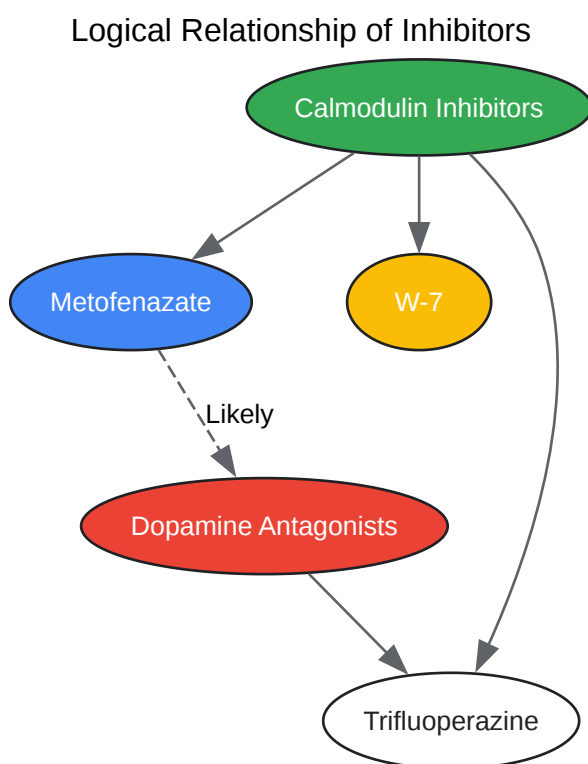 Logical Relationship of Inhibitors
Calmodulin Inhibitors
Metofenazate
W-7
Likely
Dopamine Antagonists
Trifluoperazine